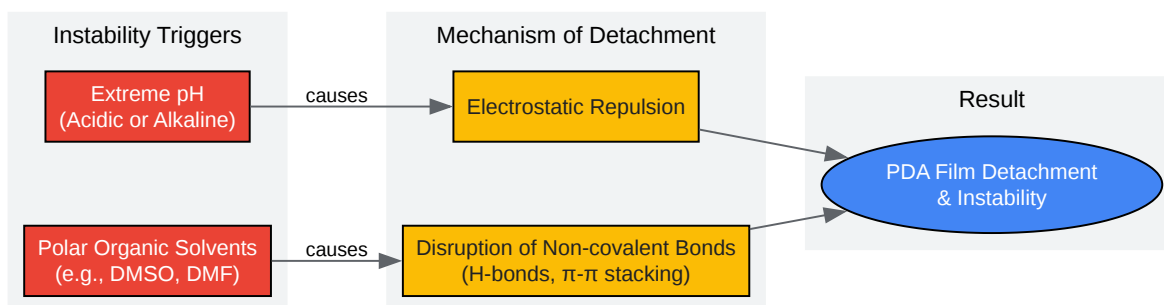 Instability Triggers
Extreme pH
(Acidic or Alkaline)
Polar Organic Solvents
(e.g., DMSO, DMF)
causes
causes
Mechanism of Detachment
Electrostatic Repulsion
Disruption of Non-covalent Bonds
(H-bonds, π-π stacking)
Result
PDA Film Detachment
& Instability